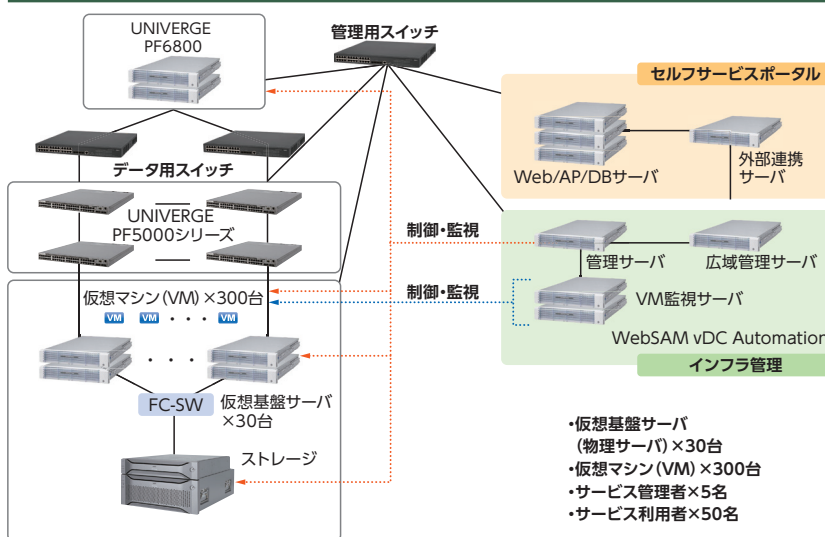 UNIVERGE
PF6800
管理用スイッチ
セルフサービスポータル
Web/AP/DBサーバ
外部連携
サーバ
データ用スイッチ
UNIVERGE
PF5000シリーズ
制御・監視
管理サーバ
広域管理サーバ
仮想マシン(VM)×300台
VM VM ・・・ VM
制御・監視
VM監視サーバ
WebSAM vDC Automation
インフラ管理
・・・
FC-SW
仮想基盤サーバ
×30台
ストレージ
・仮想基盤サーバ
(物理サーバ)×30台
・仮想マシン(VM)×300台
・サービス管理者×5名
・サービス利用者×50名